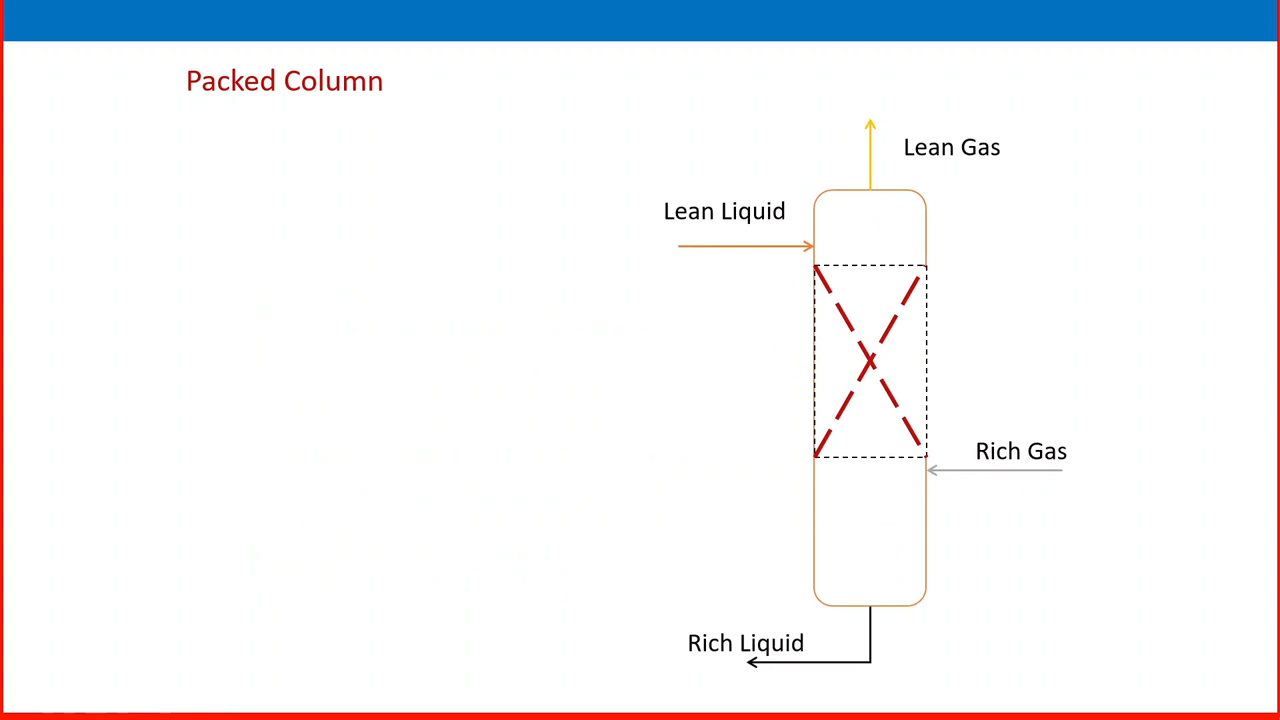 Packed Column
Lean Gas
Lean Liquid
Rich Gas
Rich Liquid